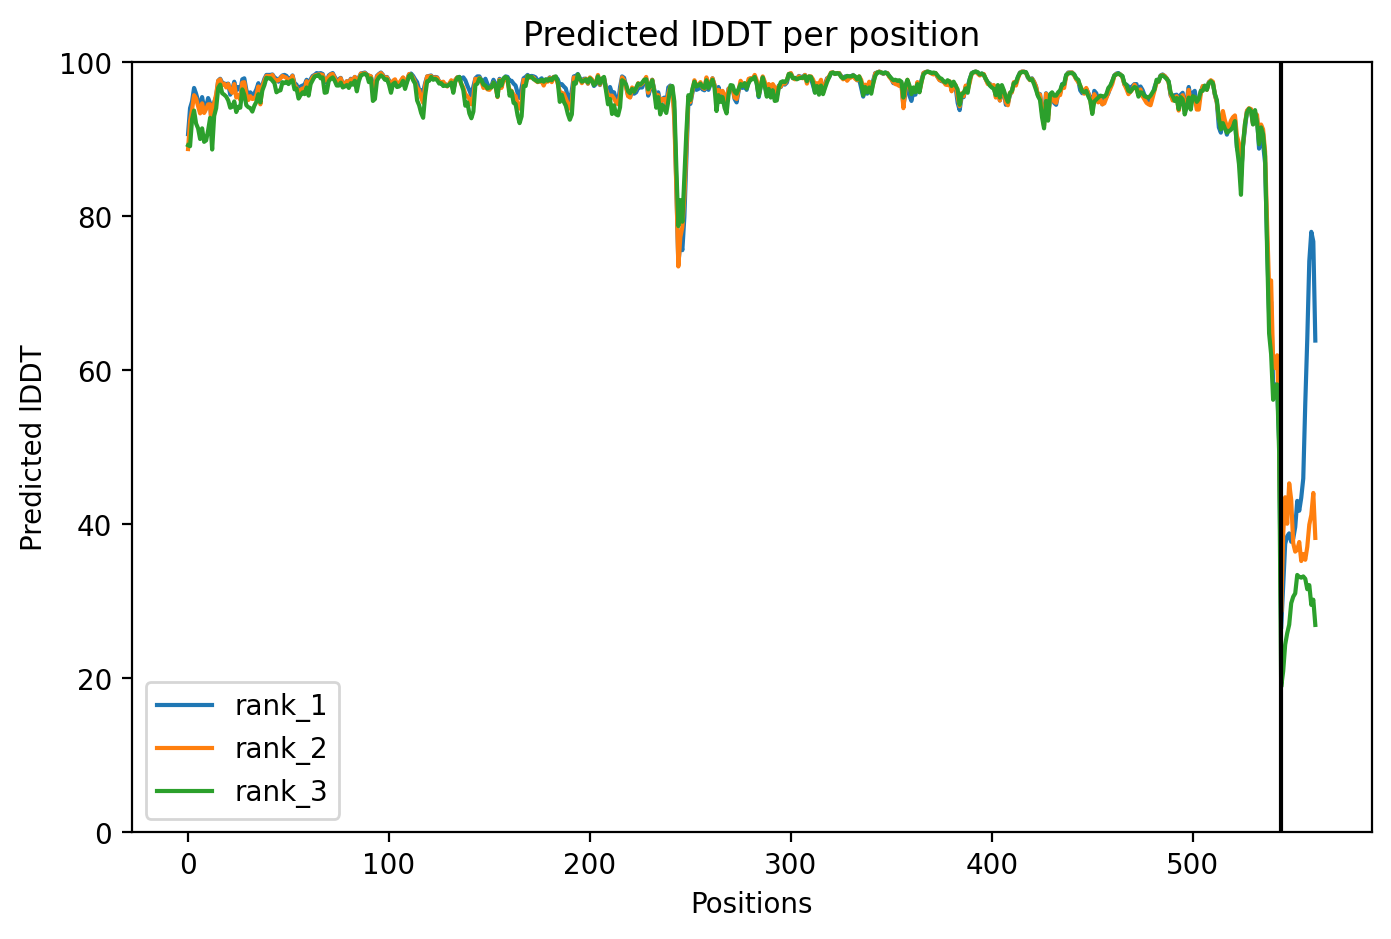 Predicted lDDT per position
100
80
60
40
20
0
Predicted lDDT
rank_1
rank_2
rank_3
0 100 200 300 400 500
Positions